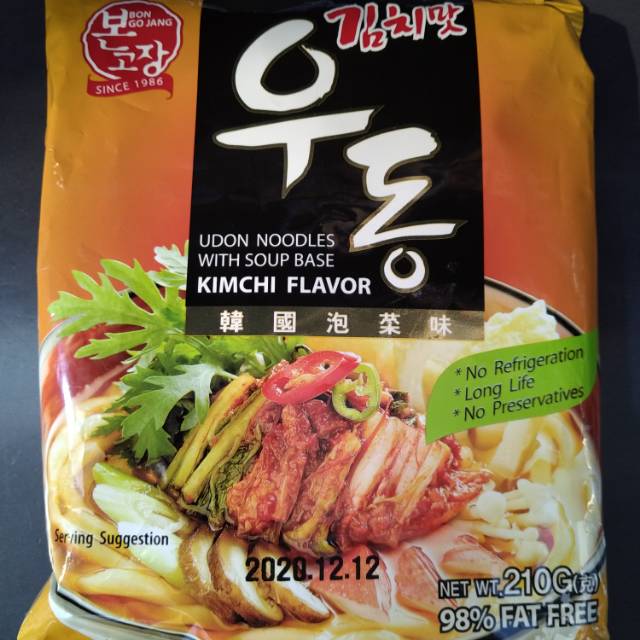 본고장
BON
GO JANG
SINCE 1986
김치맛
우동
UDON NOODLES
WITH SOUP BASE
KIMCHI FLAVOR
韓國泡菜味
* No Refrigeration
* Long Life
* No Preservatives
Serving Suggestion
2020.12.12
NET WT.210G(克)
98% FAT FREE